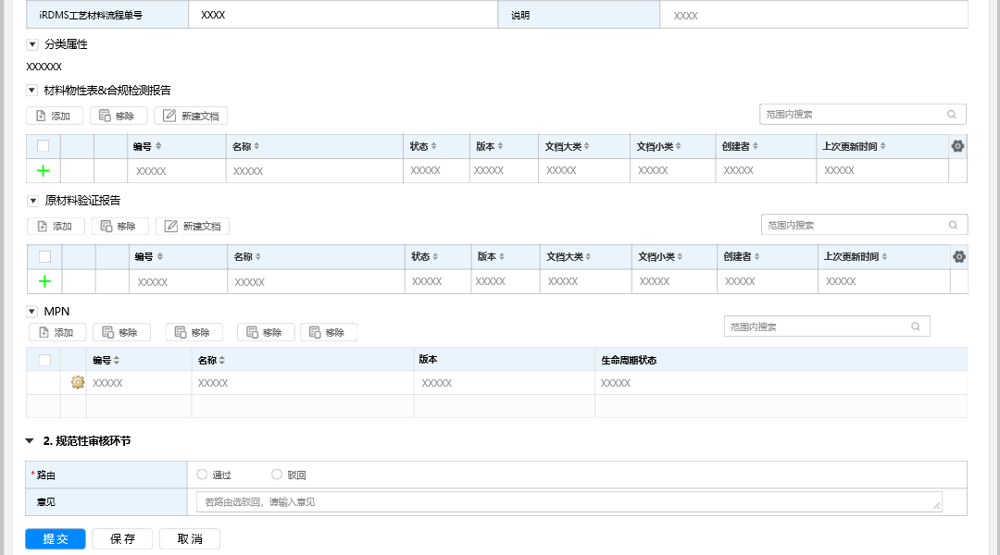 iRDMS工艺材料流程单号 XXXX 说明 XXXX
分类属性
XXXXXX
材料物性表&合规检测报告
添加 移除 新建文档 范围内搜索
编号 名称 状态 版本 文档大类 文档小类 创建者 上次更新时间
XXXXX XXXXX XXXXX XXXXX XXXXX XXXXX XXXXX XXXXX
原材料验证报告
添加 移除 新建文档 范围内搜索
编号 名称 状态 版本 文档大类 文档小类 创建者 上次更新时间
XXXXX XXXXX XXXXX XXXXX XXXXX XXXXX XXXXX XXXXX
MPN
添加 移除 移除 移除 移除 范围内搜索
编号 名称 版本 生命周期状态
XXXXX XXXXX XXXXX XXXXX
2. 规范性审核环节
*路由 通过 驳回
意见 若路由选驳回，请输入意见
提交 保存 取消